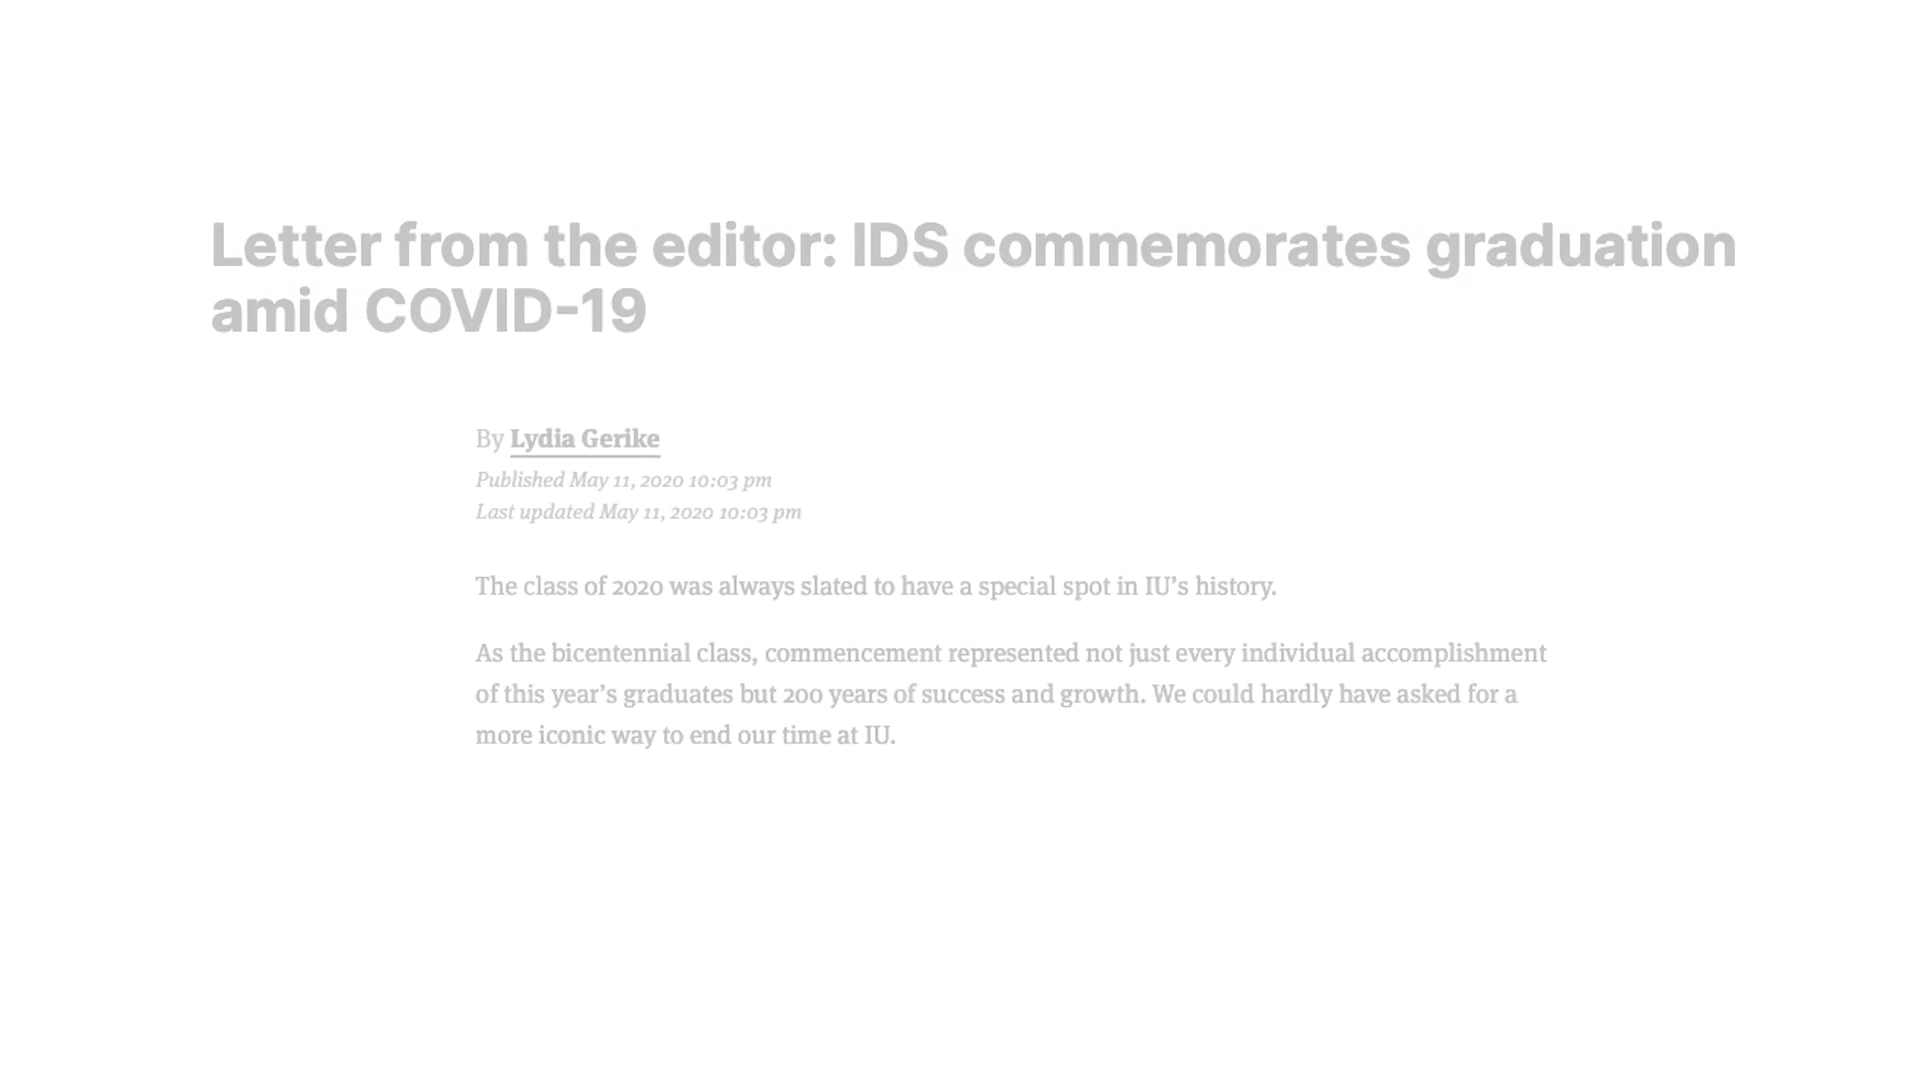 Letter from the editor: IDS commemorates graduation
amid COVID-19
By Lydia Gerike
Published May 11, 2020 10:03 pm
Last updated May 11, 2020 10:03 pm
The class of 2020 was always slated to have a special spot in IU’s history.
As the bicentennial class, commencement represented not just every individual accomplishment
of this year’s graduates but 200 years of success and growth. We could hardly have asked for a
more iconic way to end our time at IU.